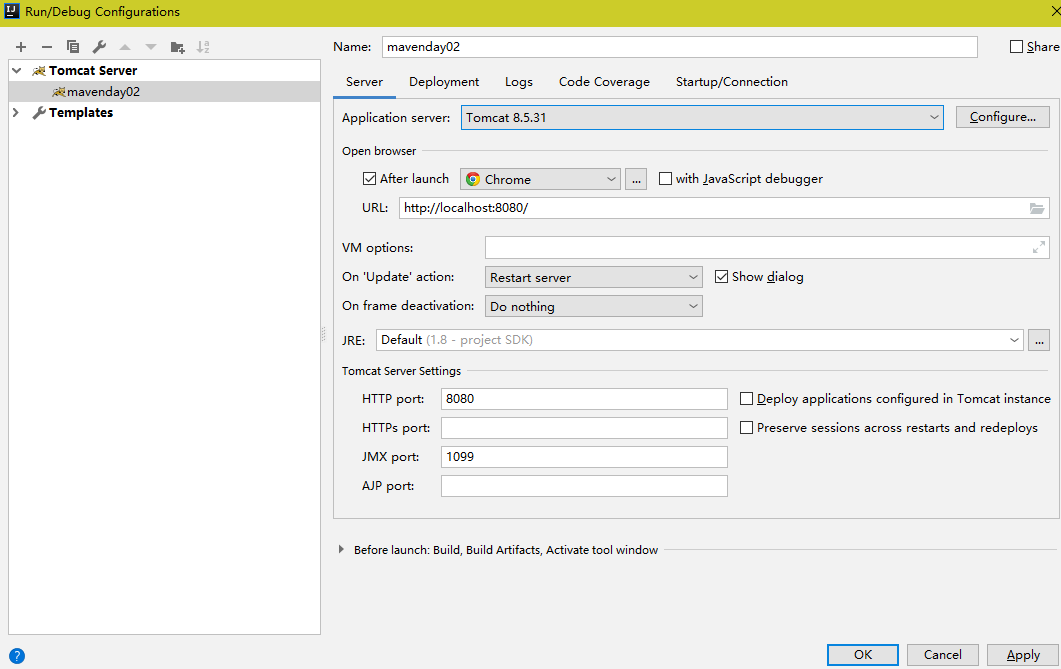 Run/Debug Configurations
Name: mavenday02
Share
Tomcat Server
mavenday02
Templates
Server Deployment Logs Code Coverage Startup/Connection
Application server: Tomcat 8.5.31 Configure...
Open browser
After launch Chrome ... with JavaScript debugger
URL: http://localhost:8080/
VM options:
On 'Update' action: Restart server Show dialog
On frame deactivation: Do nothing
JRE: Default (1.8 - project SDK) ...
Tomcat Server Settings
HTTP port: 8080 Deploy applications configured in Tomcat instance
HTTPs port: Preserve sessions across restarts and redeploys
JMX port: 1099
AJP port:
Before launch: Build, Build Artifacts, Activate tool window
? OK Cancel Apply